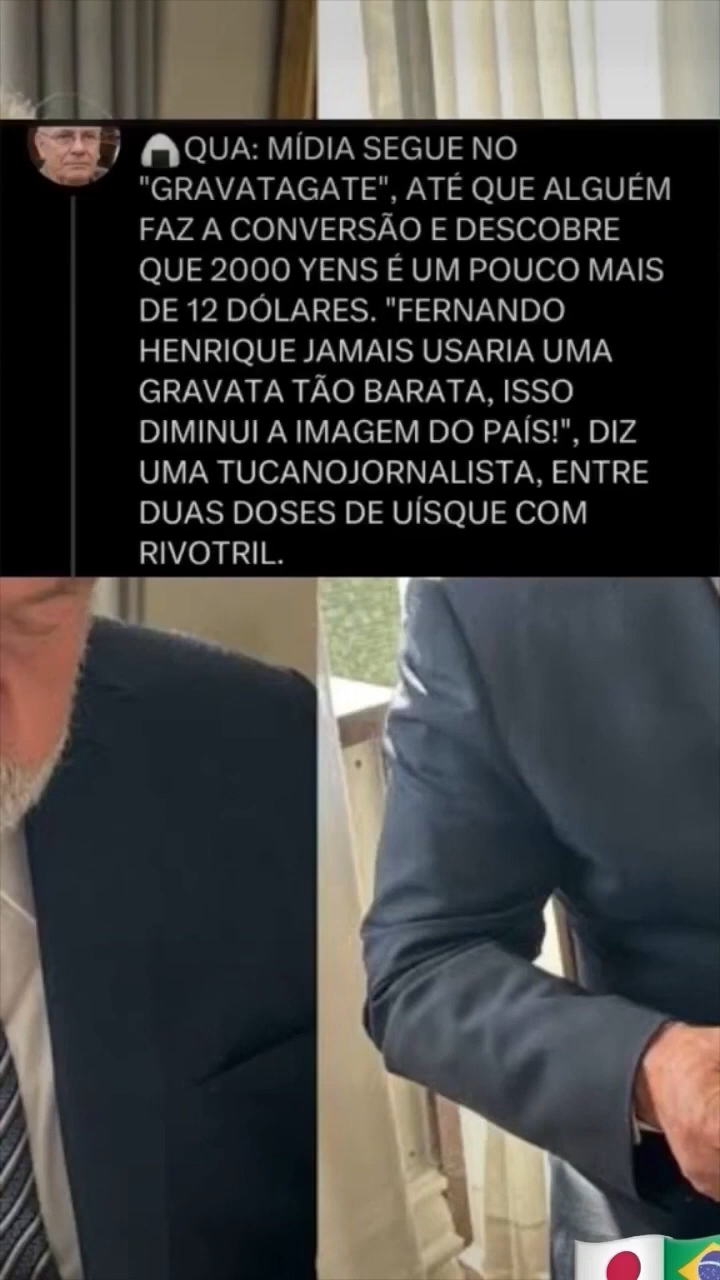 🍙QUA: MÍDIA SEGUE NO
"GRAVATAGATE", ATÉ QUE ALGUÉM
FAZ A CONVERSÃO E DESCOBRE
QUE 2000 YENS É UM POUCO MAIS
DE 12 DÓLARES. "FERNANDO
HENRIQUE JAMAIS USARIA UMA
GRAVATA TÃO BARATA, ISSO
DIMINUI A IMAGEM DO PAÍS!", DIZ
UMA TUCANOJORNALISTA, ENTRE
DUAS DOSES DE UÍSQUE COM
RIVOTRIL.